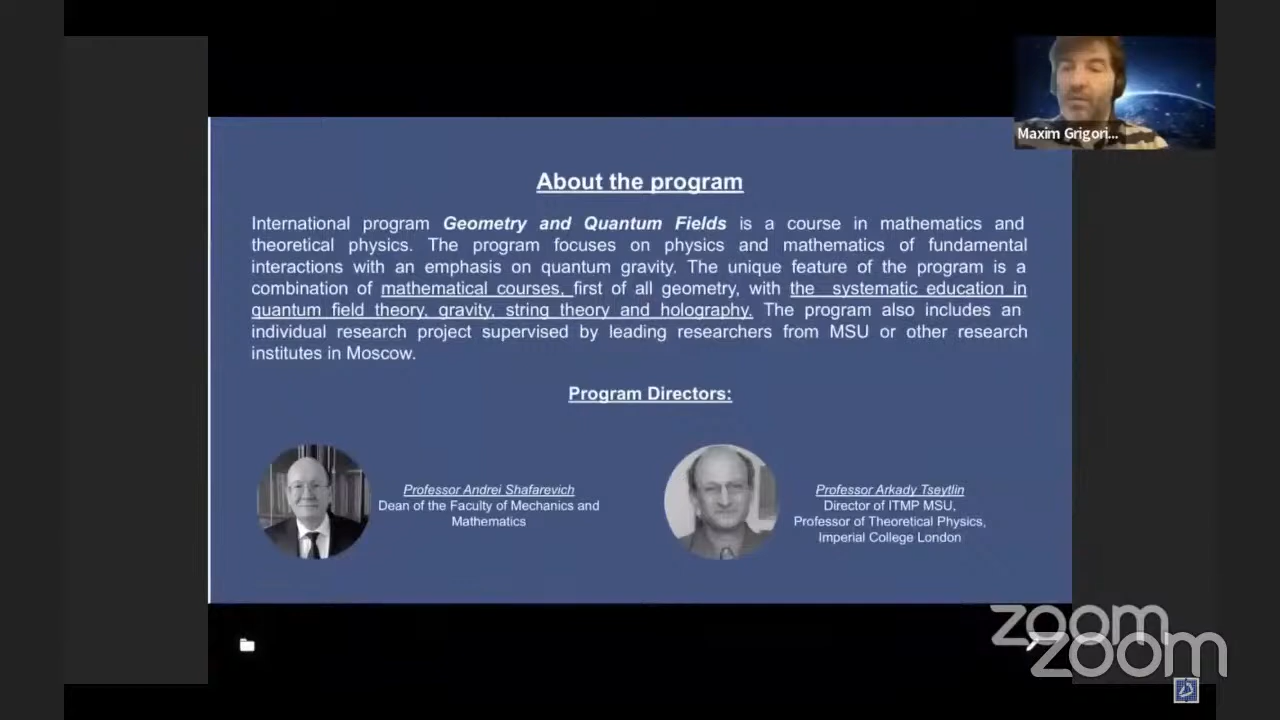 Maxim Grigori...
About the program
International program Geometry and Quantum Fields is a course in mathematics and
theoretical physics. The program focuses on physics and mathematics of fundamental
interactions with an emphasis on quantum gravity. The unique feature of the program is a
combination of mathematical courses, first of all geometry, with the systematic education in
quantum field theory, gravity, string theory and holography. The program also includes an
individual research project supervised by leading researchers from MSU or other research
institutes in Moscow.
Program Directors:
Professor Andrei Shafarevich
Dean of the Faculty of Mechanics and
Mathematics
Professor Arkady Tseytlin
Director of ITMP MSU,
Professor of Theoretical Physics,
Imperial College London
zoom
zoom